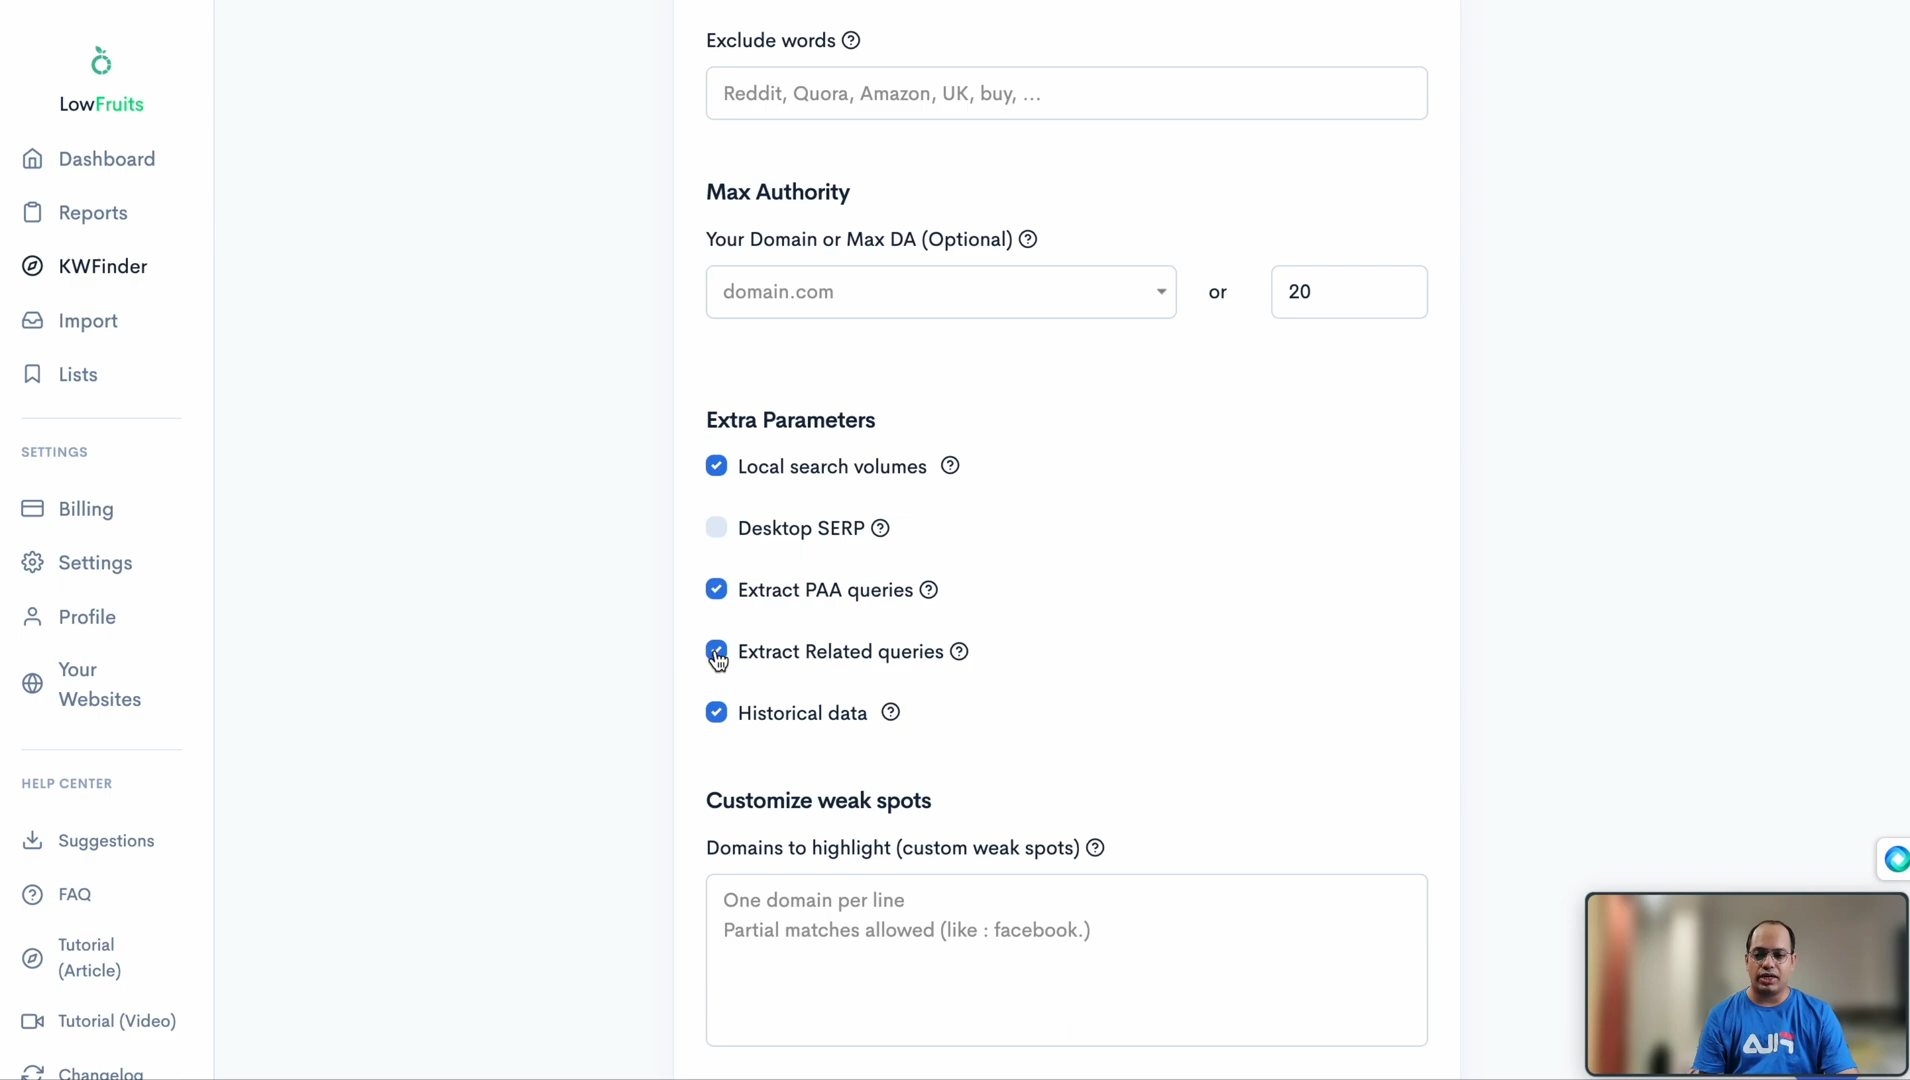 LowFruits
Dashboard
Reports
KWFinder
Import
Lists
SETTINGS
Billing
Settings
Profile
Your
Websites
HELP CENTER
Suggestions
FAQ
Tutorial
(Article)
Tutorial (Video)
Changelog
Exclude words
Reddit, Quora, Amazon, UK, buy, ...
Max Authority
Your Domain or Max DA (Optional)
domain.com
or
20
Extra Parameters
Local search volumes
Desktop SERP
Extract PAA queries
Extract Related queries
Historical data
Customize weak spots
Domains to highlight (custom weak spots)
One domain per line
Partial matches allowed (like : facebook.)